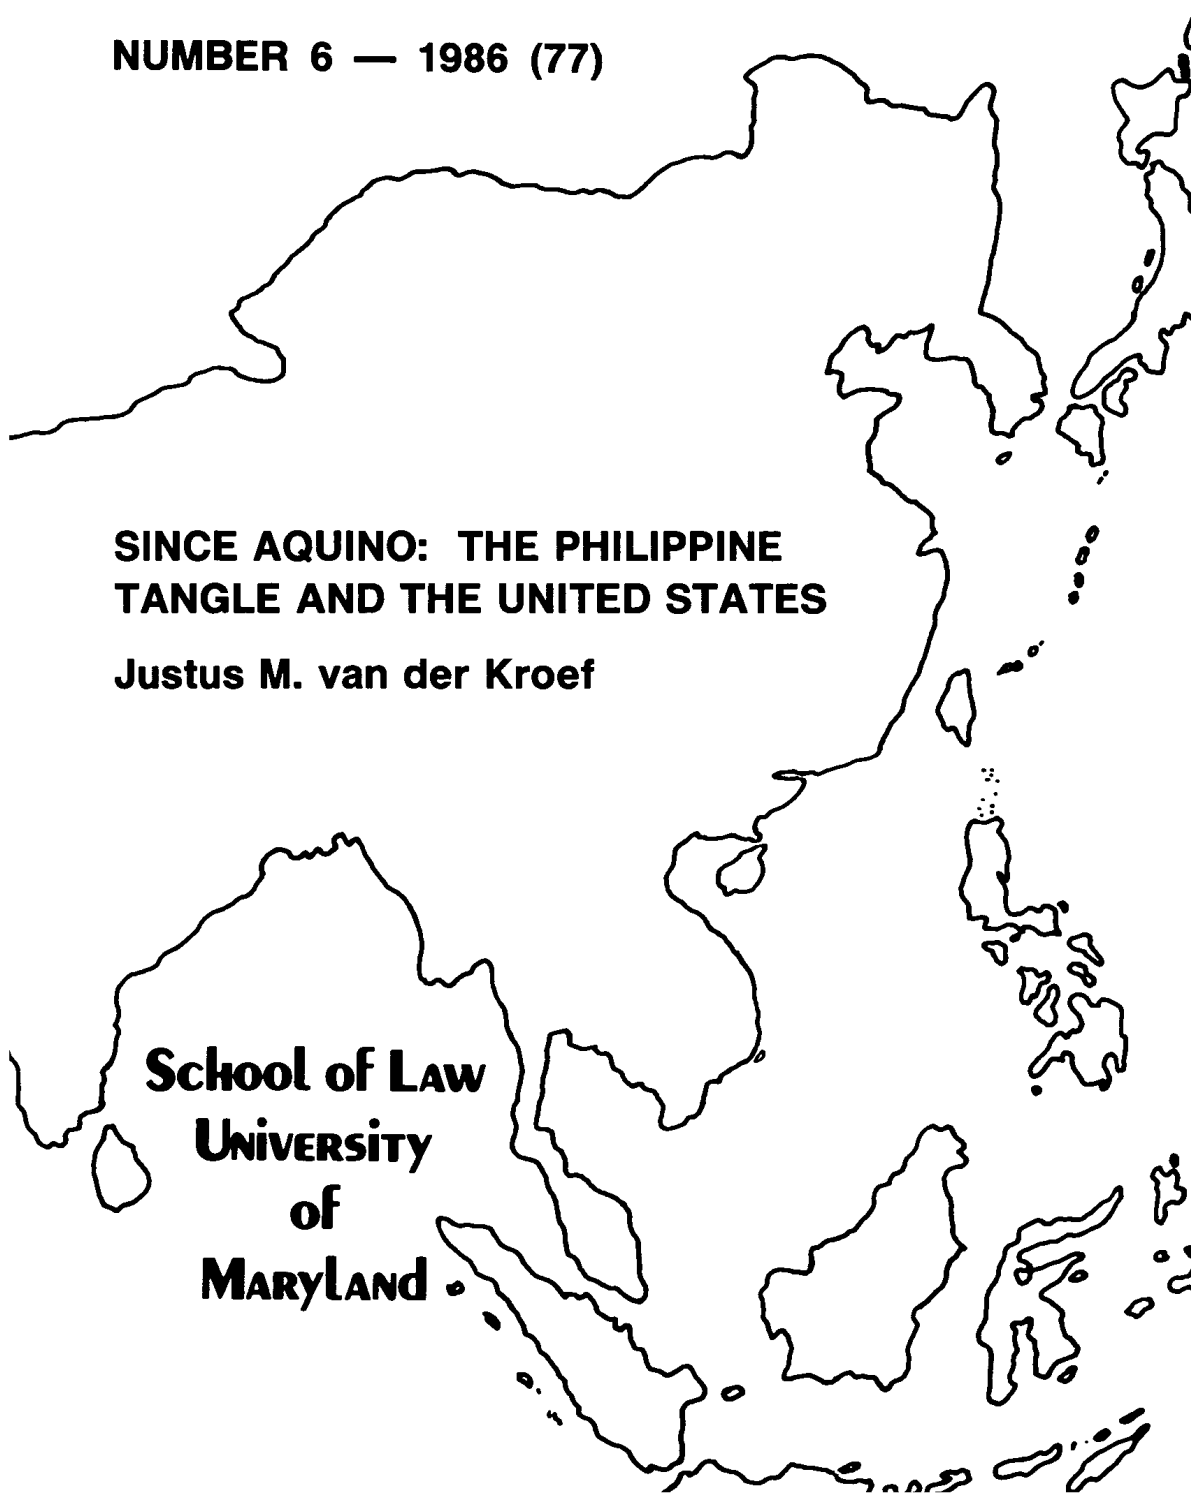 NUMBER 6 — 1986 (77)
SINCE AQUINO: THE PHILIPPINE
TANGLE AND THE UNITED STATES
Justus M. van der Kroef
School of Law
University
of
Maryland